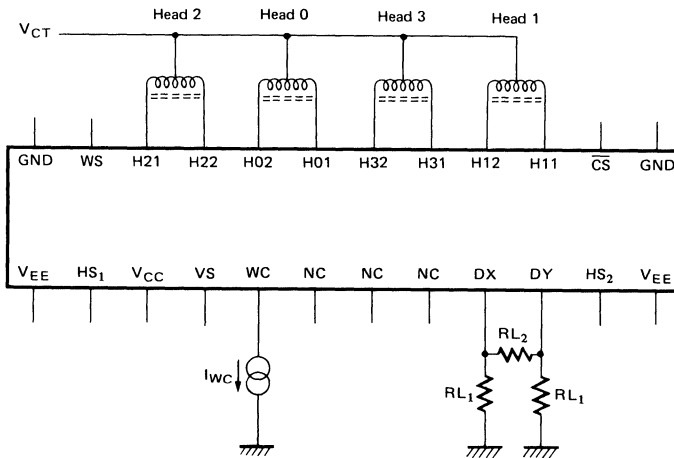 Head 2 Head 0 Head 3 Head 1
VCT
GND WS H21 H22 H02 H01 H32 H31 H12 H11 CS GND
VEE HS1 VCC VS WC NC NC NC DX DY HS2 VEE
RL2
IWC
RL1 RL1